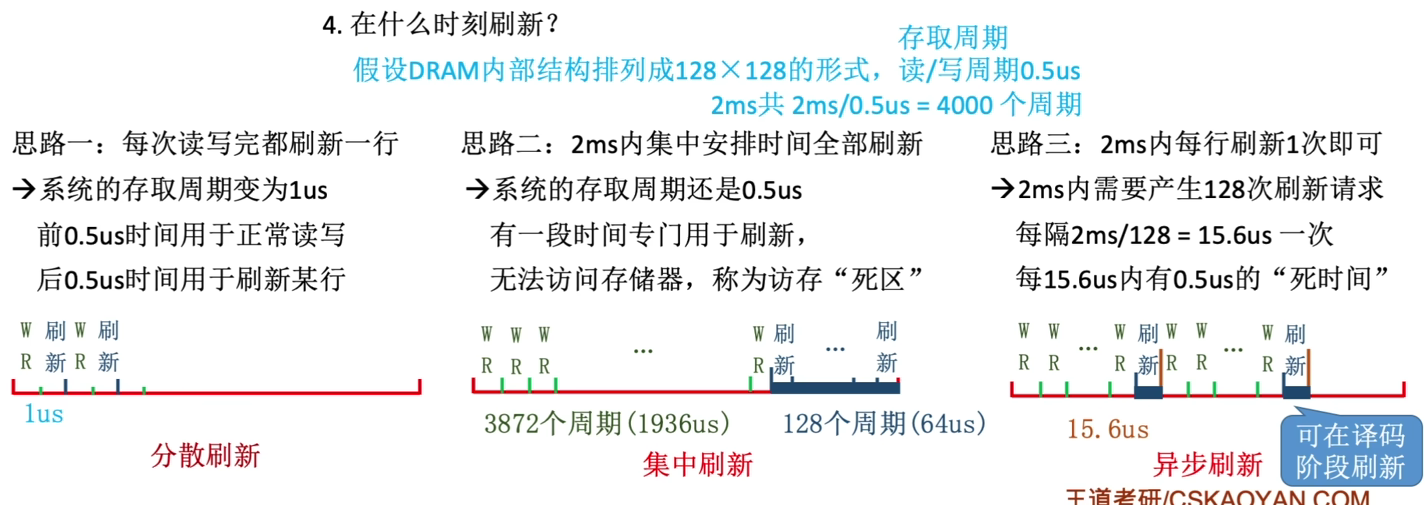 4. 在什么时刻刷新?
存取周期
假设DRAM内部结构排列成128×128的形式，读/写周期0.5us
2ms共 2ms/0.5us = 4000 个周期
思路一：每次读写完都刷新一行
→系统的存取周期变为1us
前0.5us时间用于正常读写
后0.5us时间用于刷新某行
W 刷 W 刷
R 新 R 新
1us
分散刷新
思路二：2ms内集中安排时间全部刷新
→系统的存取周期还是0.5us
有一段时间专门用于刷新，
无法访问存储器，称为访存“死区”
W W W W 刷 刷
R R R ... R 新 ... 新
3872个周期(1936us) 128个周期(64us)
集中刷新
思路三：2ms内每行刷新1次即可
→2ms内需要产生128次刷新请求
每隔2ms/128 = 15.6us 一次
每15.6us内有0.5us的“死时间”
W W W 刷 W W W 刷
R R ... R 新 R R ... R 新
15.6us
可在译码
阶段刷新
异步刷新
王道考研/CSKAOYAN.COM